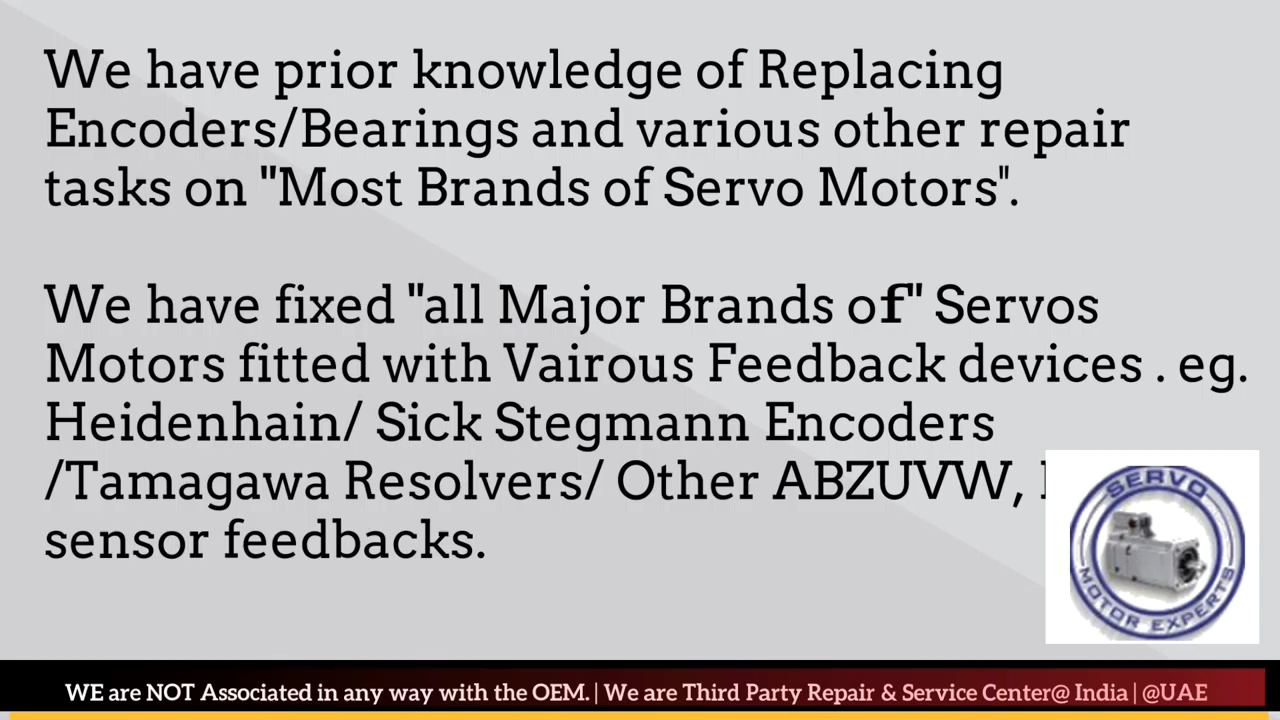 We have prior knowledge of Replacing
Encoders/Bearings and various other repair
tasks on "Most Brands of Servo Motors".
We have fixed "all Major Brands of" Servos
Motors fitted with Vairous Feedback devices . eg.
Heidenhain/ Sick Stegmann Encoders
/Tamagawa Resolvers/ Other ABZUVW,
sensor feedbacks.
SERVO
MOTOR EXPERTS
WE are NOT Associated in any way with the OEM. | We are Third Party Repair & Service Center@ India | @UAE